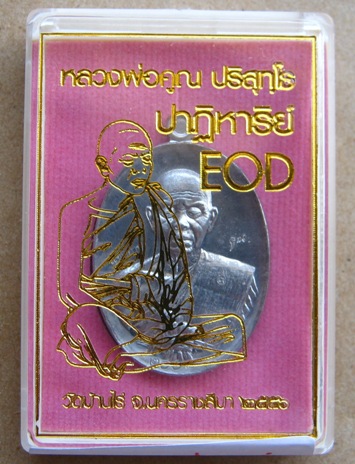 หลวงพ่อคูณ ปริสุทฺโธ
ปาฏิหาริย์
EOD
วัดบ้านไร่ จ.นครราชสีมา ๒๕๕๖